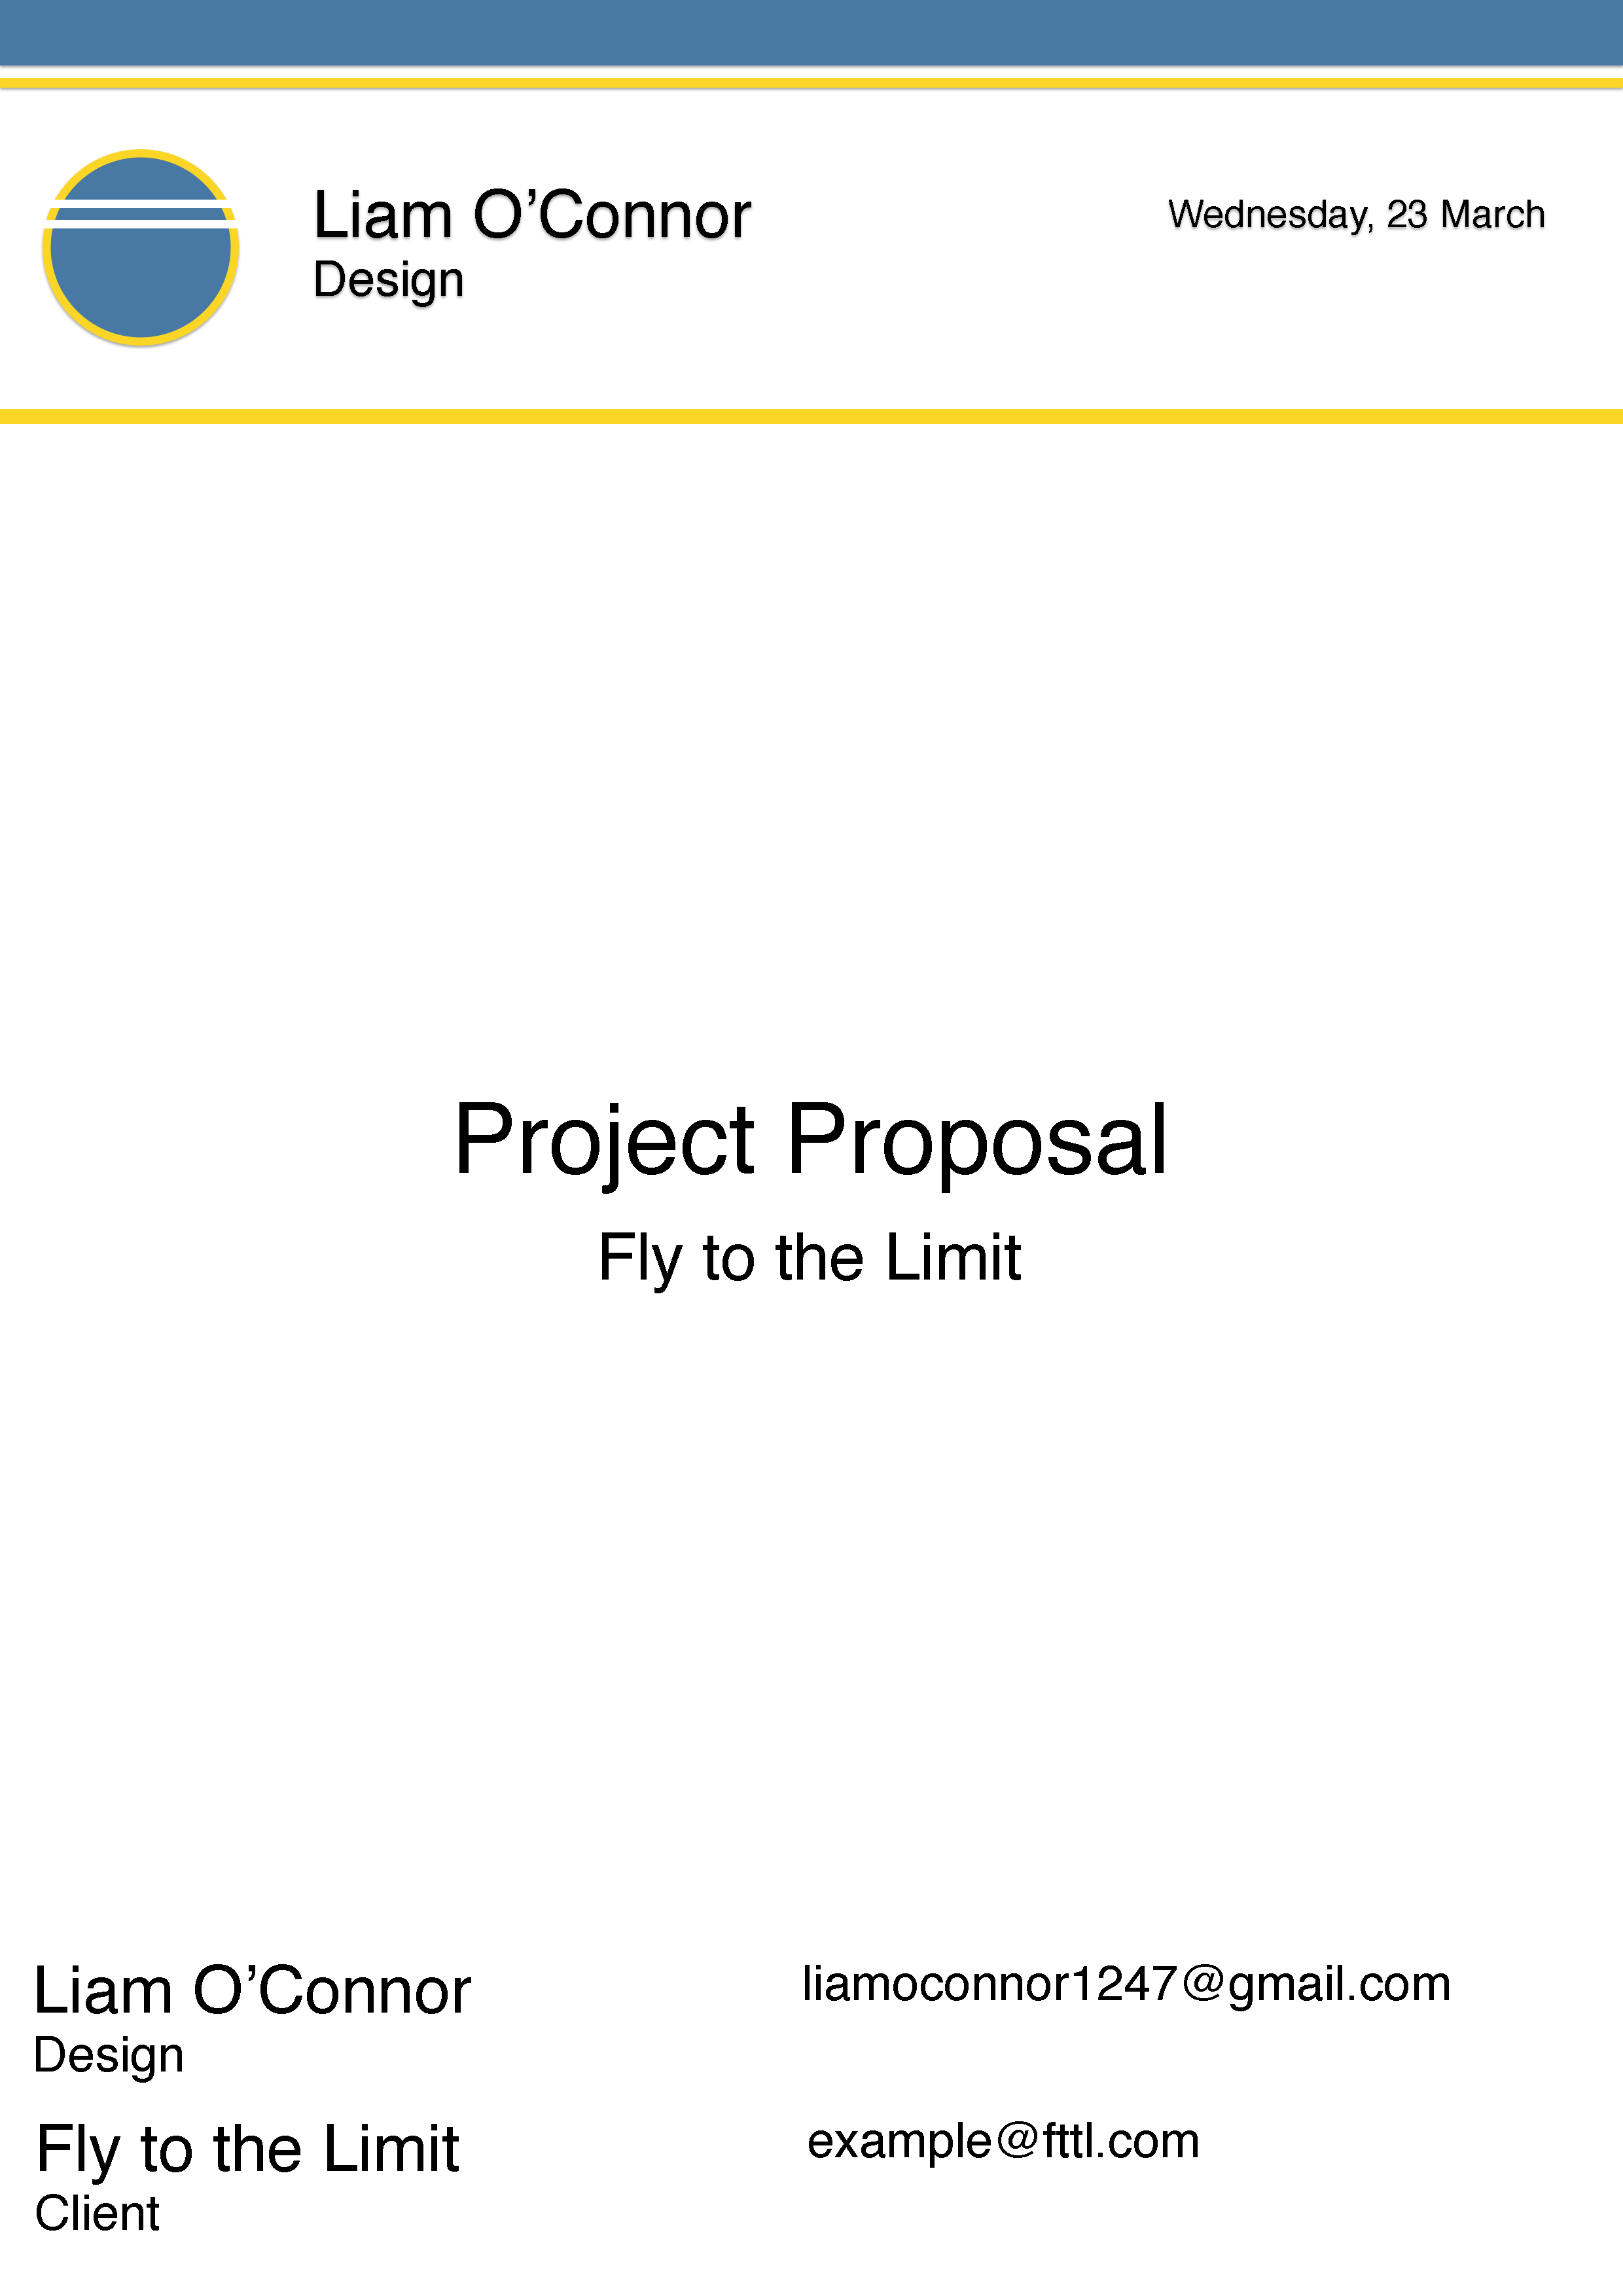 Liam O’Connor
Design
Wednesday, 23 March
Project Proposal
Fly to the Limit
Liam O’Connor
Design
liamoconnor1247@gmail.com
Fly to the Limit
Client
example@fttl.com